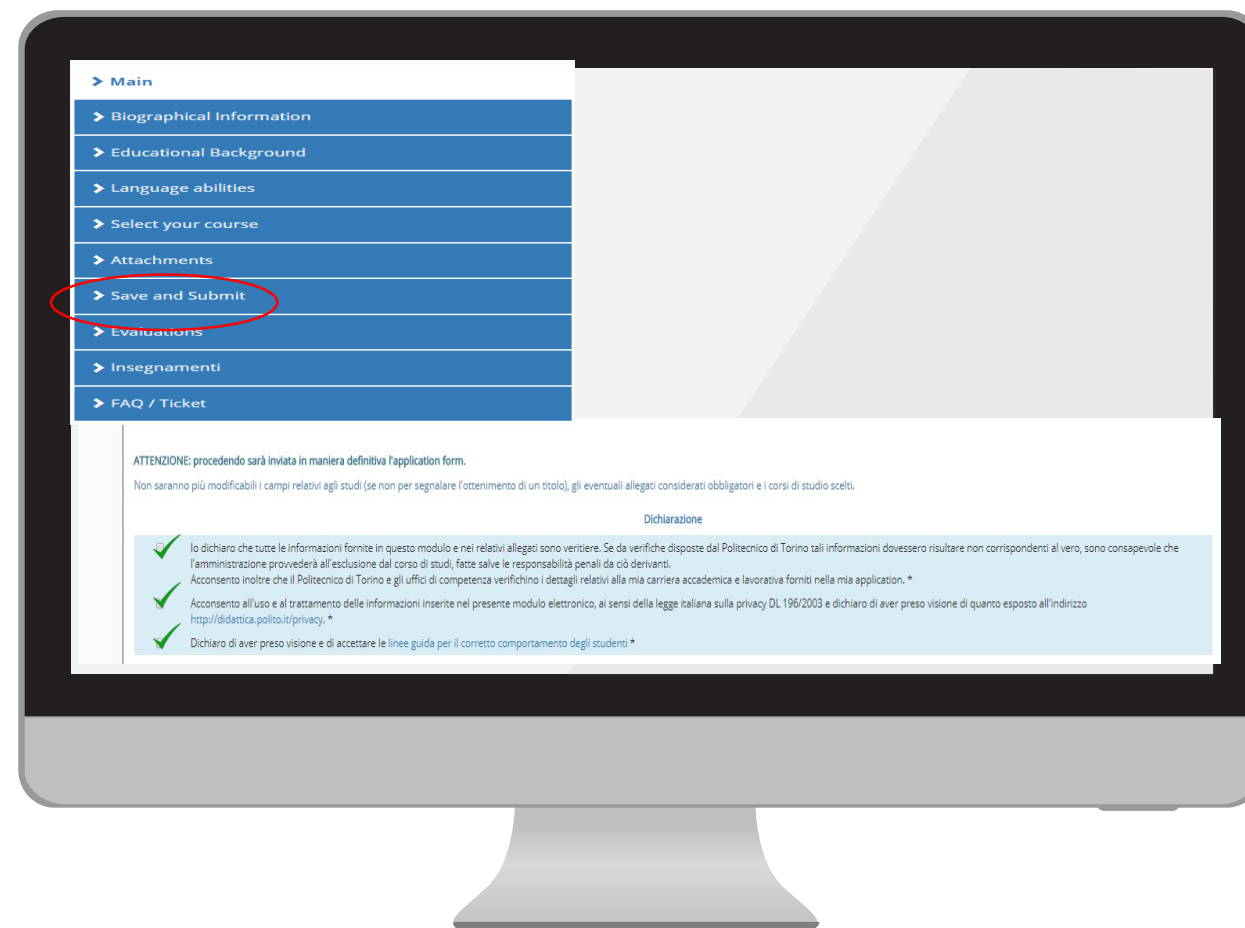 Main
Biographical Information
Educational Background
Language abilities
Select your course
Attachments
Save and Submit
Evaluations
Insegnamenti
FAQ / Ticket
ATTENZIONE: procedendo sarà inviata in maniera definitiva l'application form.
Non saranno più modificabili i campi relativi agli studi (se non per segnalare l'ottenimento di un titolo), gli eventuali allegati considerati obbligatori e i corsi di studio scelti.
Dichiarazione
Io dichiaro che tutte le informazioni fornite in questo modulo e nei relativi allegati sono veritiere. Se da verifiche disposte dal Politecnico di Torino tali informazioni dovessero risultare non corrispondenti al vero, sono consapevole che
l'amministrazione provvederà all'esclusione dal corso di studi, fatte salve le responsabilità penali da ciò derivanti.
Acconsento inoltre che il Politecnico di Torino e gli uffici di competenza verifichino i dettagli relativi alla mia carriera accademica e lavorativa forniti nella mia application. *
Acconsento all'uso e al trattamento delle informazioni inserite nel presente modulo elettronico, ai sensi della legge italiana sulla privacy DL 196/2003 e dichiaro di aver preso visione di quanto esposto all'indirizzo
http://didattica.polito.it/privacy. *
Dichiaro di aver preso visione e di accettare le linee guida per il corretto comportamento degli studenti *